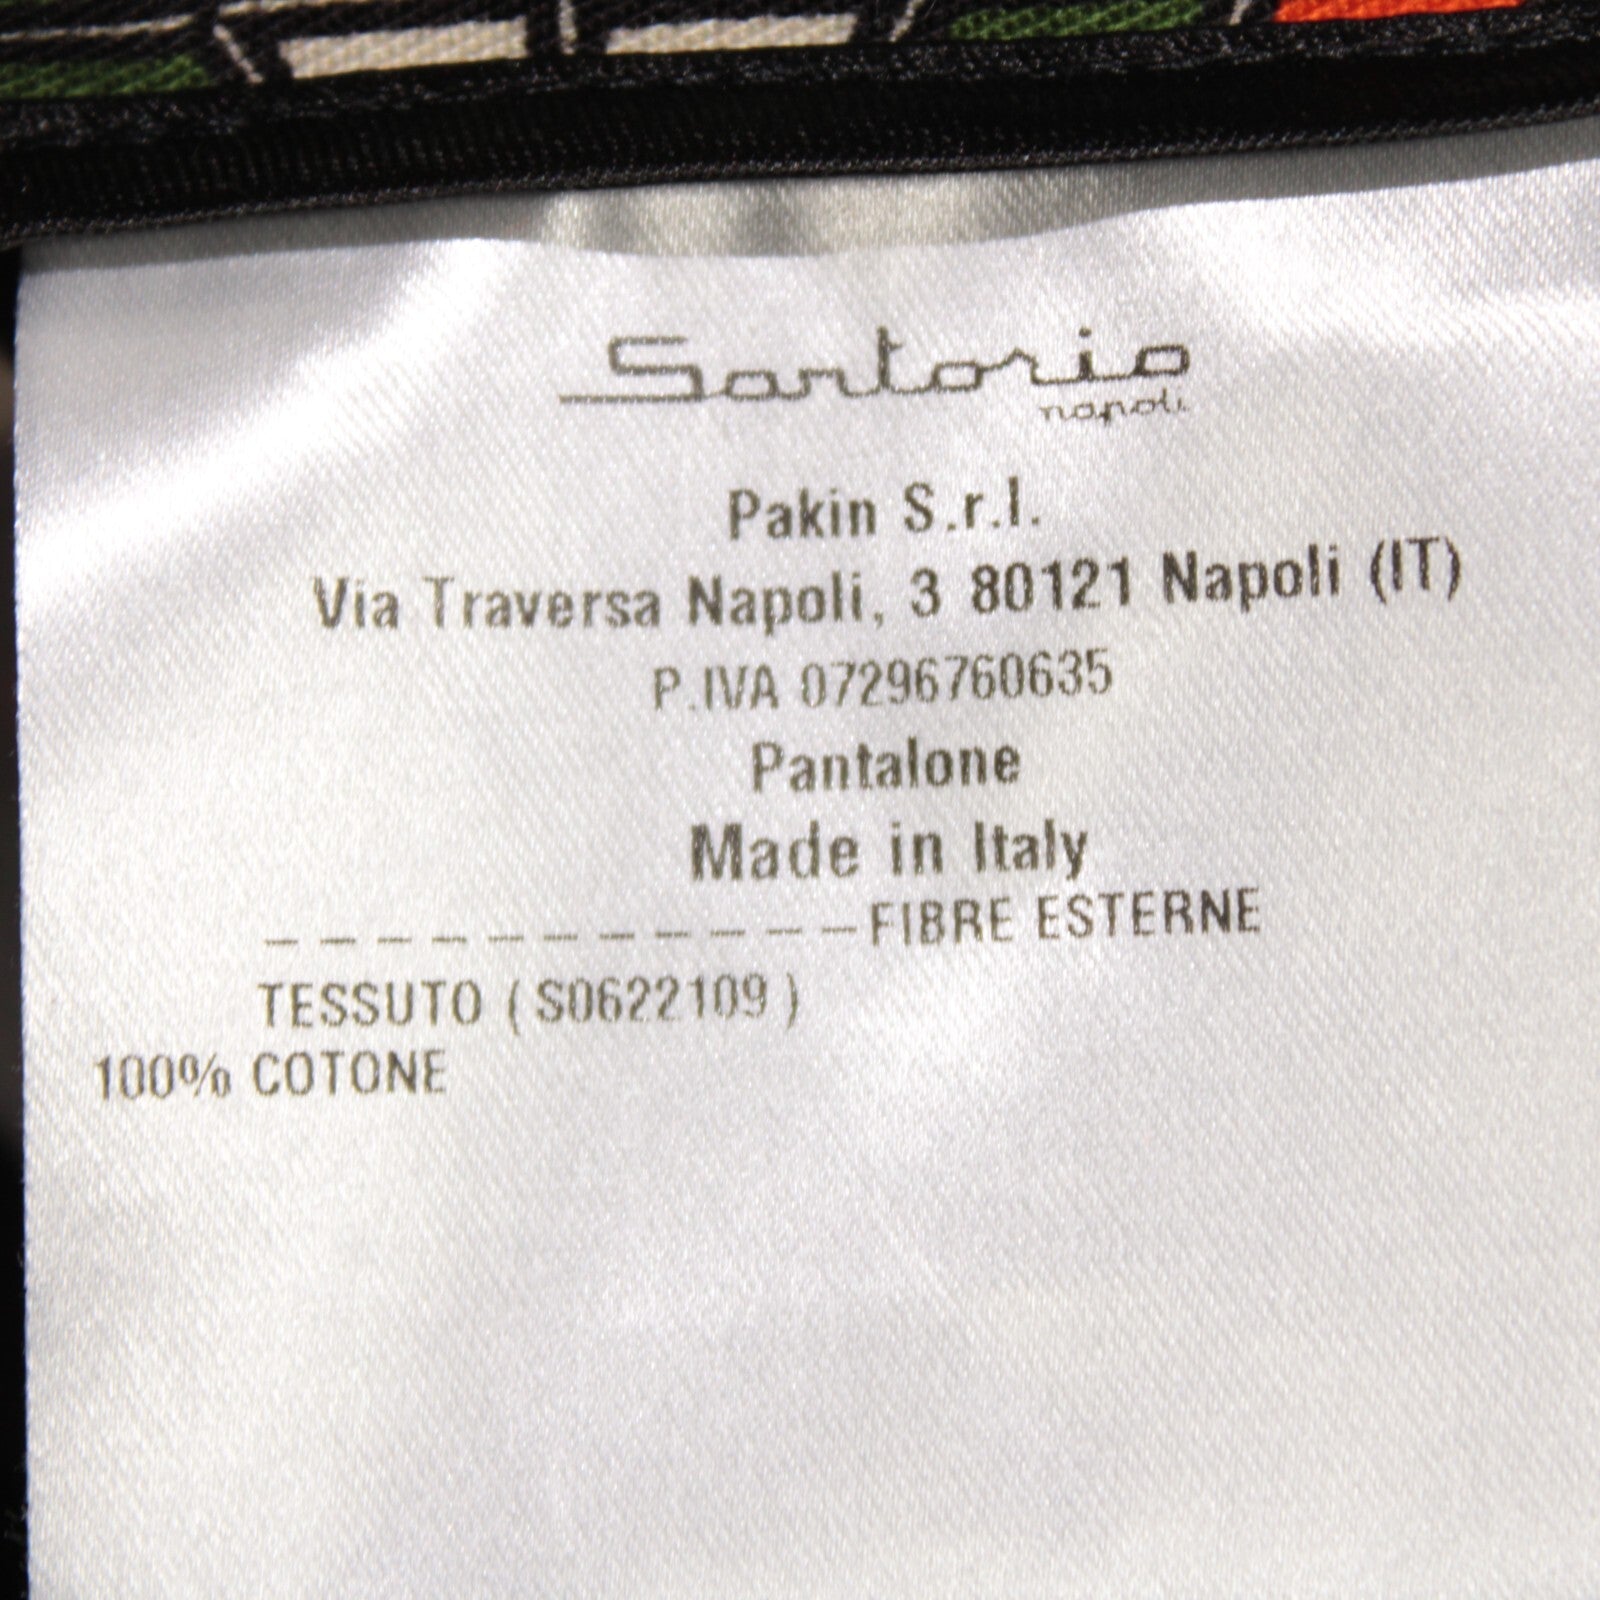 Sartorio
napoli
Pakin S.r.l.
Via Traversa Napoli, 3 80121 Napoli (IT)
P.IVA 07296760635
Pantalone
Made in Italy
- - - - - - - - - - -FIBRE ESTERNE
TESSUTO ( S0622109 )
100% COTONE